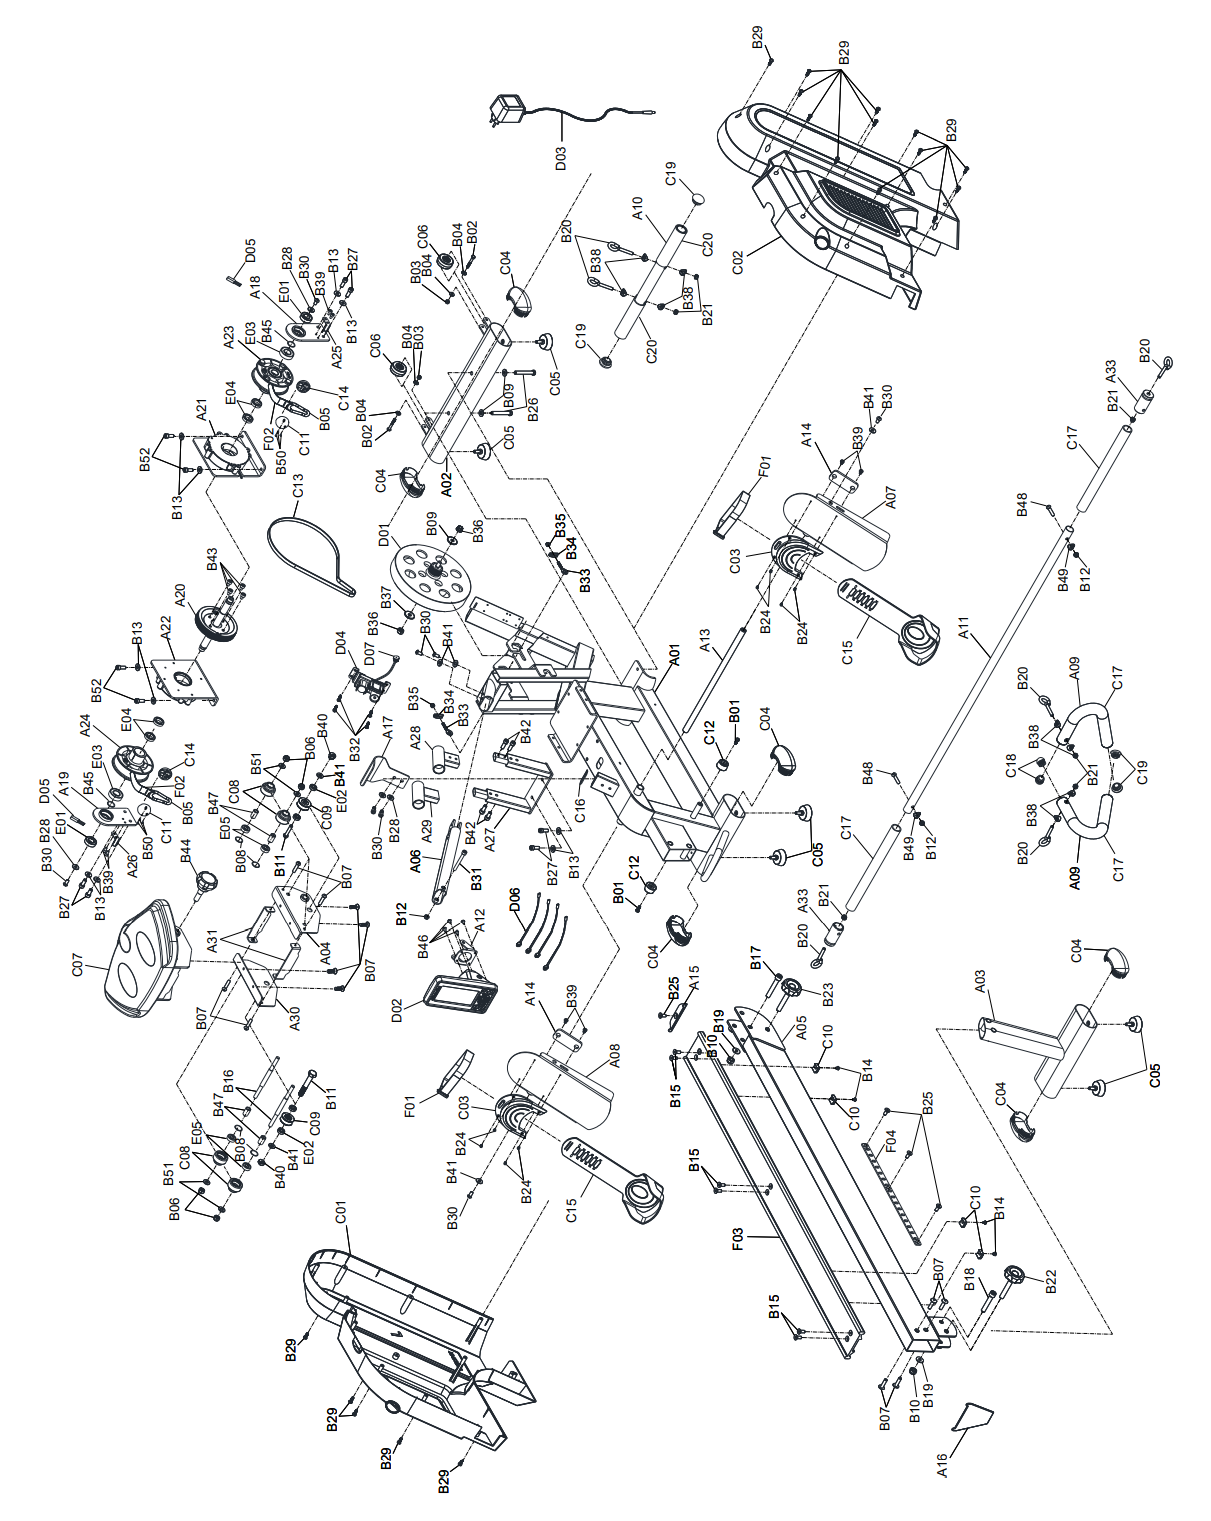 B29
B29
B29
D03
C19
A10
B20
B38
C20
C20
B38
B21
C19
C02
D05
A18
B28
B30
E01
B39
B13
B27
B13
A25
A23
E03
B45
C06
B04
B02
B03
B04
C04
C06
B04
B03
C05
B09
B26
B04
B02
C05
C04
A02
A21
E04
F02
B50
C11
B05
C14
B52
B13
C13
D01
B09
B36
B37
B36
B35
B34
B33
B43
A20
A22
B13
B52
A24
E04
E03
B45
A19
D05
E01
B28
B30
B27
B13
B39
A26
B50
C11
B05
F02
C14
B44
D04
D07
B30
B41
B35
B34
B33
B32
A17
A28
B42
B40
B06
B51
C08
B41
E02
C09
B47
E05
B08
B11
B07
B30
B28
A29
B42
A27
C16
B27
B13
A06
B31
B12
A13
A01
C12
B01
C04
C05
C12
B01
C04
F01
C03
B24
B24
C15
A14
B39
B41
B30
A07
B20
A33
B21
C17
B48
B49
B12
A11
B20
A09
C17
B38
C18
B21
C19
B38
B20
A09
C17
B48
B49
B12
C17
B21
A33
B20
C07
A31
A04
B07
A30
B07
B46
A12
D06
D02
B25
A15
A14
B39
A08
F01
C03
B24
B24
B41
B30
C15
B16
B47
B11
C09
E02
B41
B40
E05
B08
C08
B51
B06
B17
B23
A05
B19
B10
C10
B14
C10
B15
B25
F04
B15
F03
C10
B14
B15
B07
B18
B22
B07
B10
B19
A16
A03
C04
C05
C04
C01
B29
B29
B29
B29